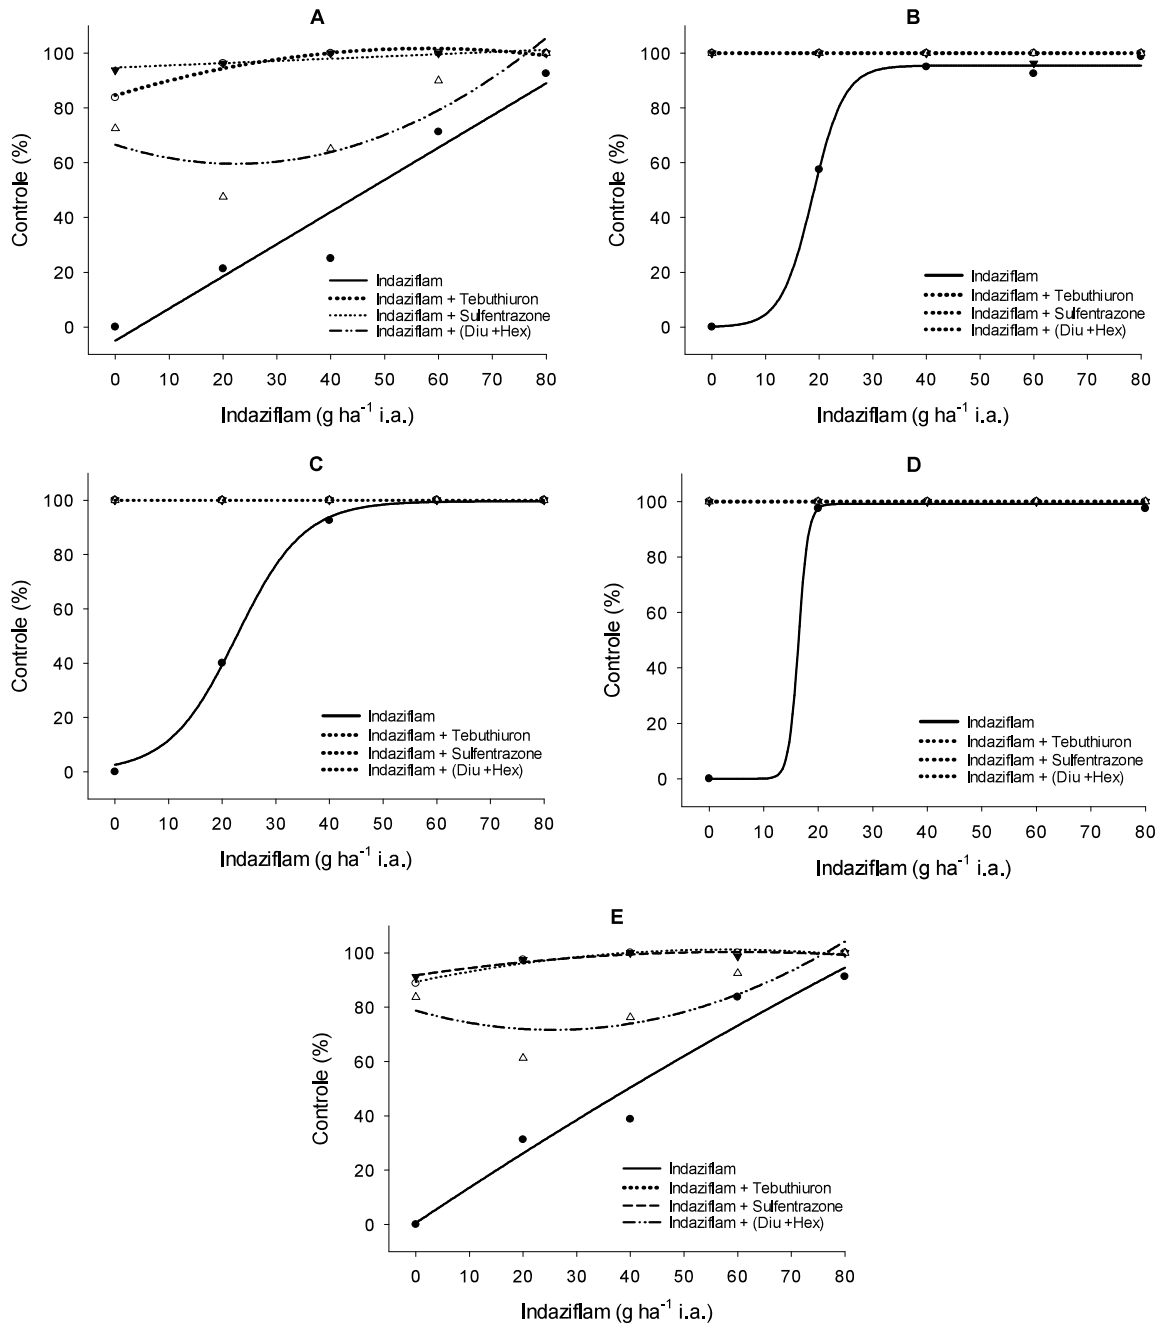 A
Controle (%)
100
80
60
40
20
0
Indaziflam
Indaziflam + Tebuthiuron
Indaziflam + Sulfentrazone
Indaziflam + (Diu +Hex)
0 10 20 30 40 50 60 70 80
Indaziflam (g ha⁻¹ i.a.)
B
Controle (%)
100
80
60
40
20
0
Indaziflam
Indaziflam + Tebuthiuron
Indaziflam + Sulfentrazone
Indaziflam + (Diu +Hex)
0 10 20 30 40 50 60 70 80
Indaziflam (g ha⁻¹ i.a.)
C
Controle (%)
100
80
60
40
20
0
Indaziflam
Indaziflam + Tebuthiuron
Indaziflam + Sulfentrazone
Indaziflam + (Diu +Hex)
0 10 20 30 40 50 60 70 80
Indaziflam (g ha⁻¹ i.a.)
D
Controle (%)
100
80
60
40
20
0
Indaziflam
Indaziflam + Tebuthiuron
Indaziflam + Sulfentrazone
Indaziflam + (Diu +Hex)
0 10 20 30 40 50 60 70 80
Indaziflam (g ha⁻¹ i.a.)
E
Controle (%)
100
80
60
40
20
0
Indaziflam
Indaziflam + Tebuthiuron
Indaziflam + Sulfentrazone
Indaziflam + (Diu +Hex)
0 10 20 30 40 50 60 70 80
Indaziflam (g ha⁻¹ i.a.)